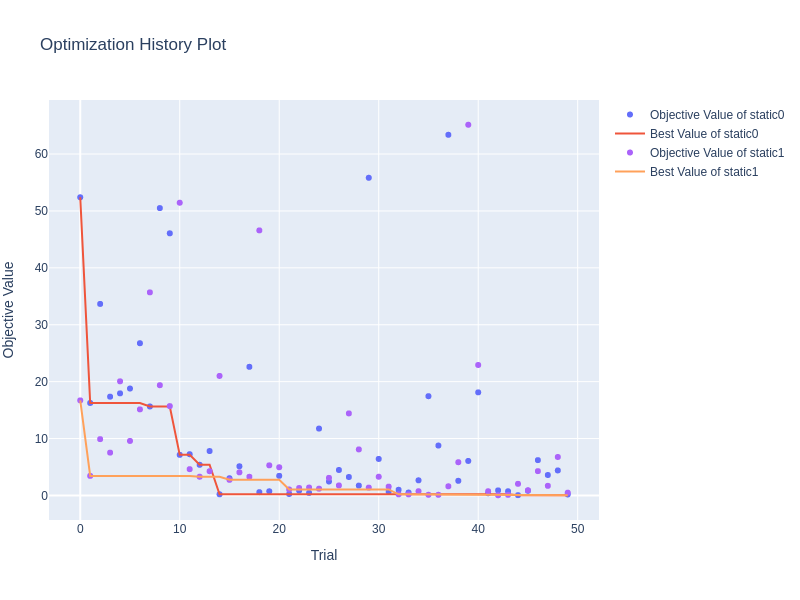 Optimization History Plot
Objective Value of static0
Best Value of static0
Objective Value of static1
Best Value of static1
60
50
40
30
20
10
0
Objective Value
0 10 20 30 40 50
Trial